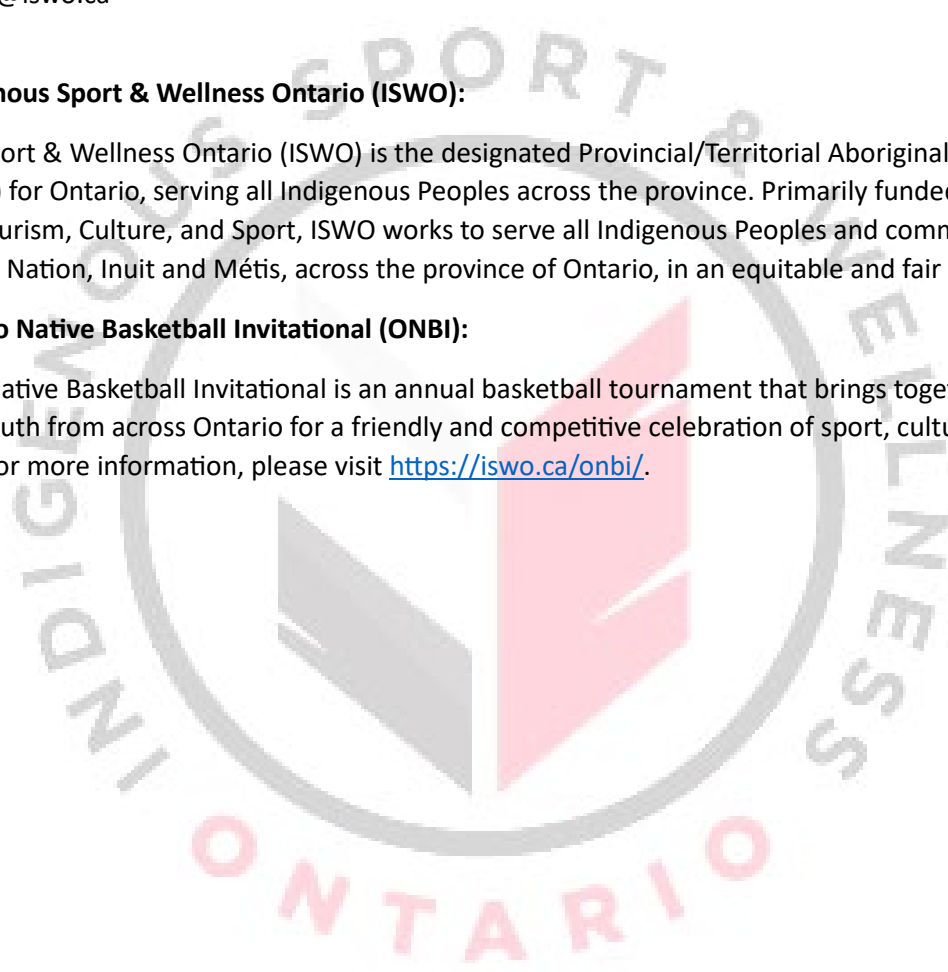 @iswo.ca
nous Sport & Wellness Ontario (ISWO):
ort & Wellness Ontario (ISWO) is the designated Provincial/Territorial Aboriginal
) for Ontario, serving all Indigenous Peoples across the province. Primarily funded
urism, Culture, and Sport, ISWO works to serve all Indigenous Peoples and comm
Nation, Inuit and Métis, across the province of Ontario, in an equitable and fair
o Native Basketball Invitational (ONBI):
ative Basketball Invitational is an annual basketball tournament that brings toget
uth from across Ontario for a friendly and competitive celebration of sport, cultu
or more information, please visit https://iswo.ca/onbi/.
INDIGENOUS SPORT & WELLNESS
ONTARIO